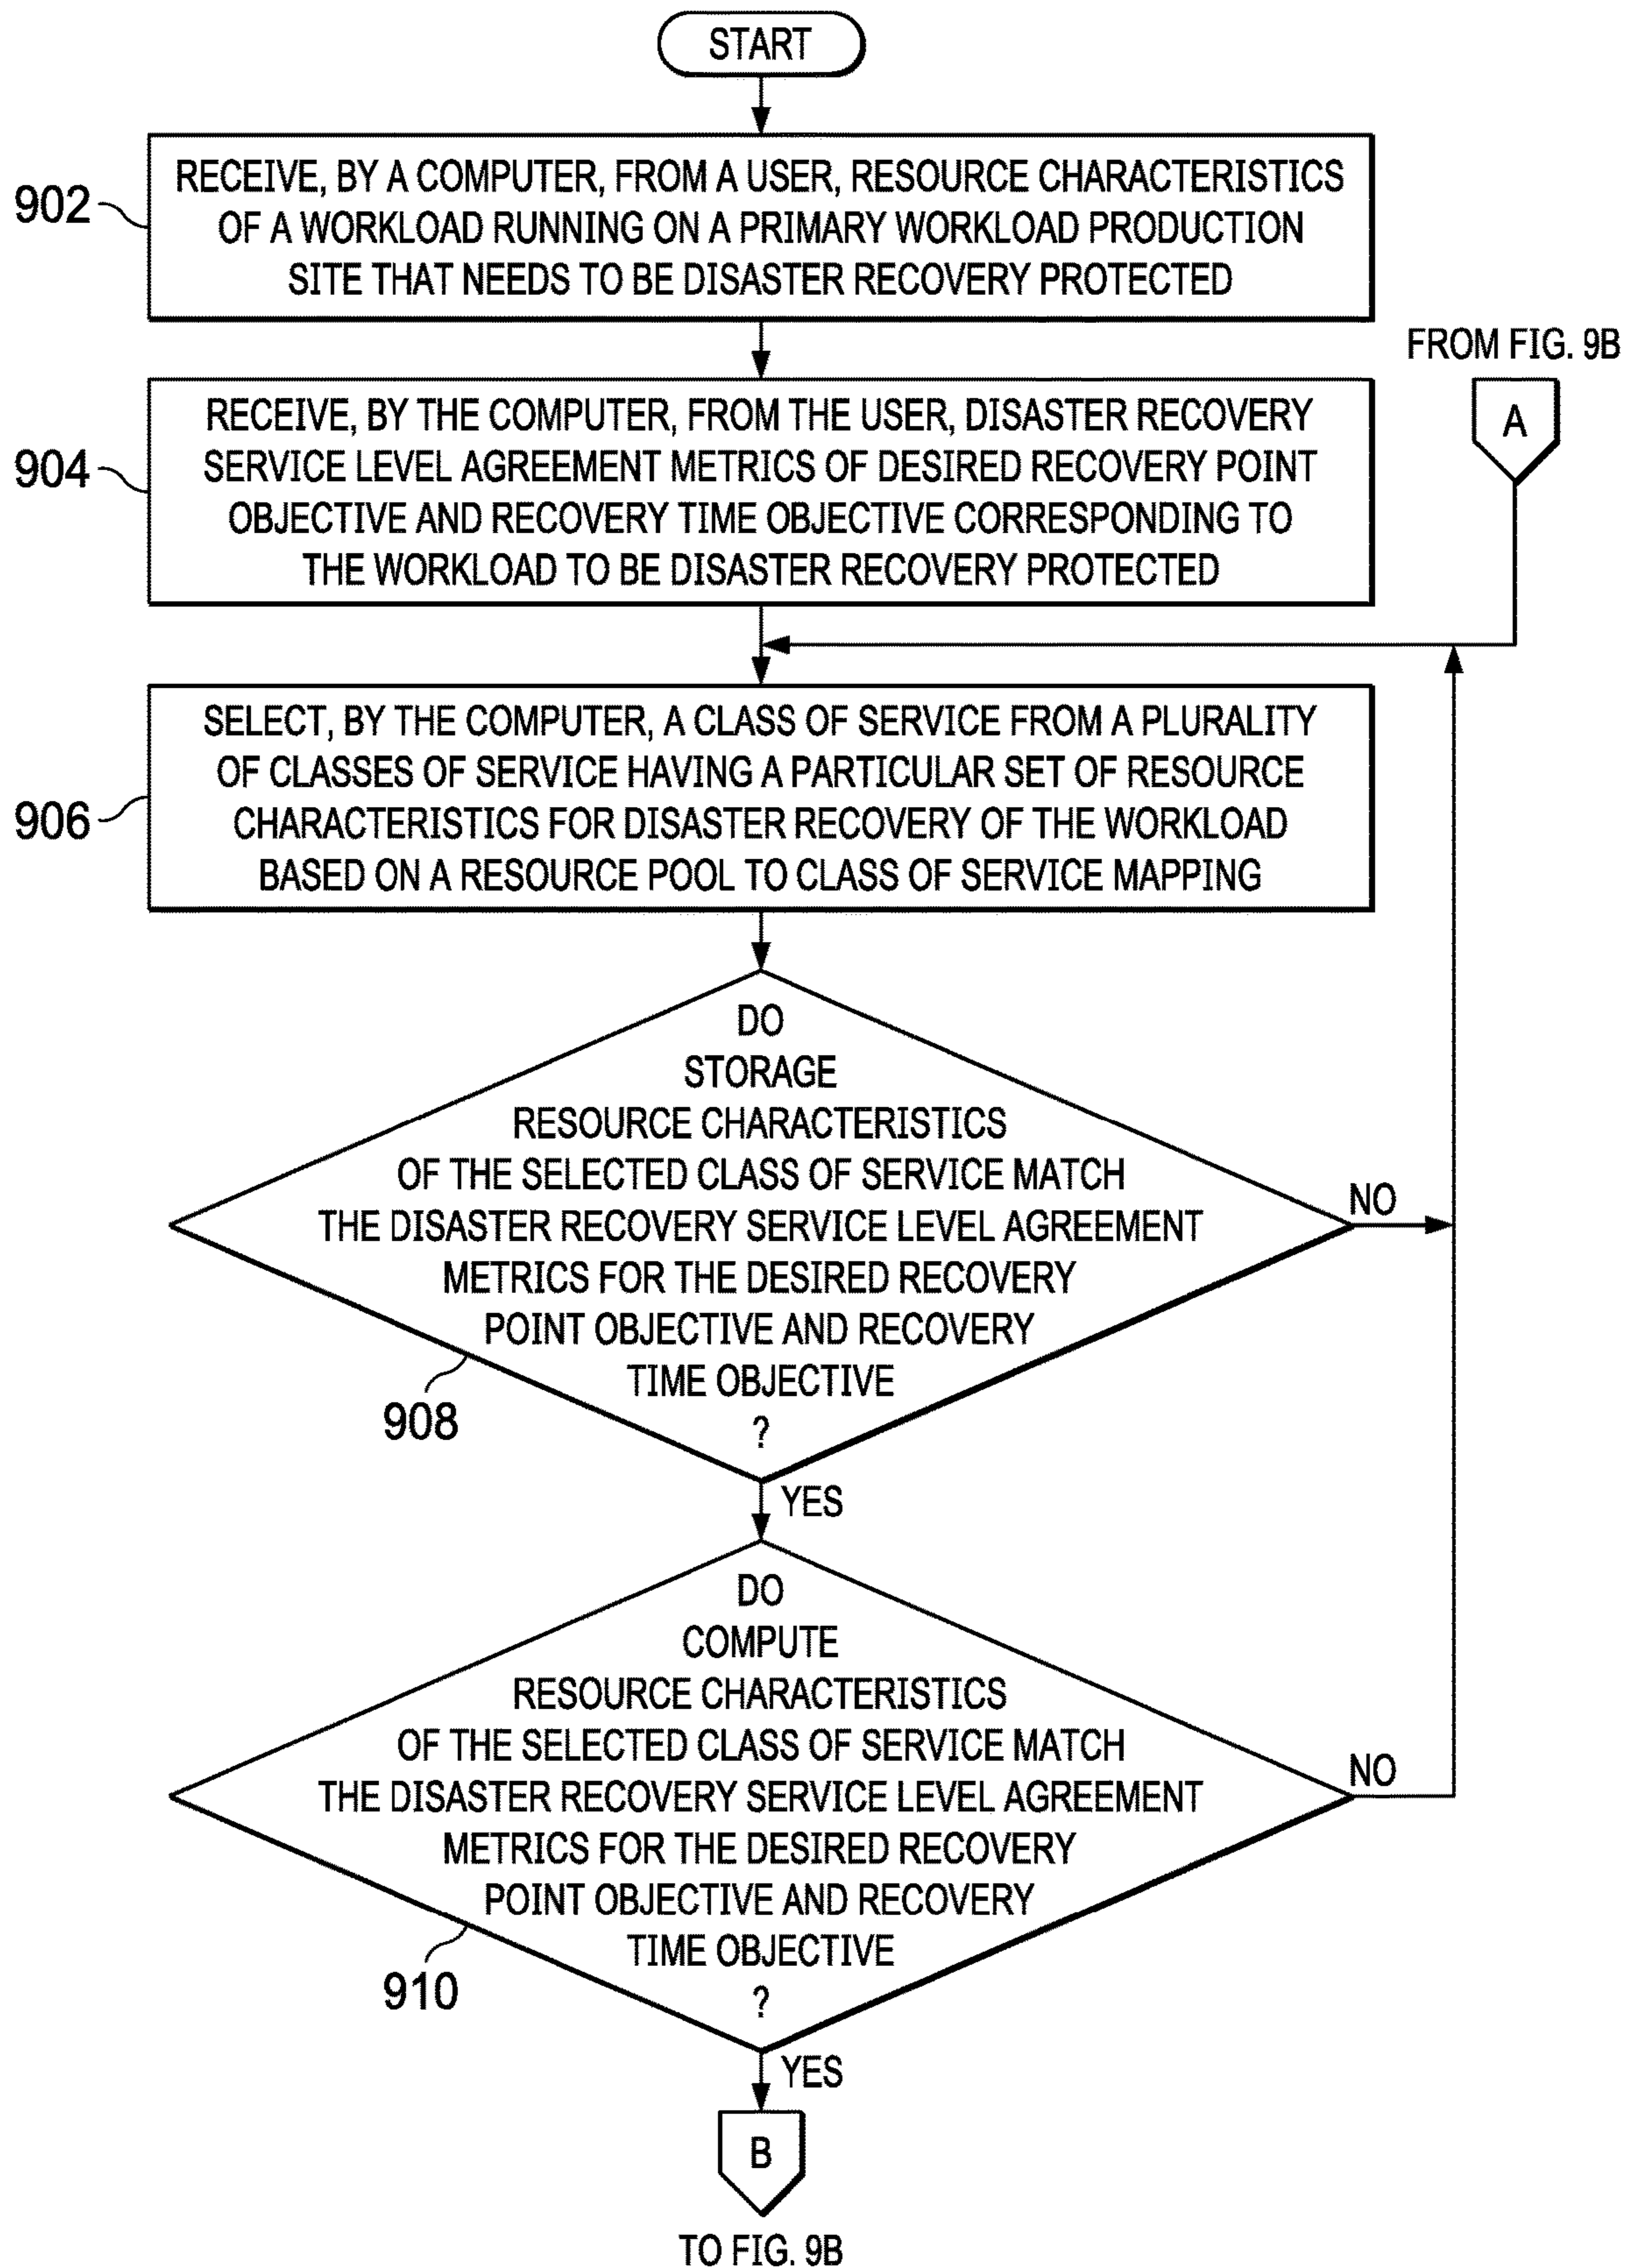 START
902
RECEIVE, BY A COMPUTER, FROM A USER, RESOURCE CHARACTERISTICS
OF A WORKLOAD RUNNING ON A PRIMARY WORKLOAD PRODUCTION
SITE THAT NEEDS TO BE DISASTER RECOVERY PROTECTED
FROM FIG. 9B
A
904
RECEIVE, BY THE COMPUTER, FROM THE USER, DISASTER RECOVERY
SERVICE LEVEL AGREEMENT METRICS OF DESIRED RECOVERY POINT
OBJECTIVE AND RECOVERY TIME OBJECTIVE CORRESPONDING TO
THE WORKLOAD TO BE DISASTER RECOVERY PROTECTED
906
SELECT, BY THE COMPUTER, A CLASS OF SERVICE FROM A PLURALITY
OF CLASSES OF SERVICE HAVING A PARTICULAR SET OF RESOURCE
CHARACTERISTICS FOR DISASTER RECOVERY OF THE WORKLOAD
BASED ON A RESOURCE POOL TO CLASS OF SERVICE MAPPING
DO
STORAGE
RESOURCE CHARACTERISTICS
OF THE SELECTED CLASS OF SERVICE MATCH
THE DISASTER RECOVERY SERVICE LEVEL AGREEMENT
METRICS FOR THE DESIRED RECOVERY
POINT OBJECTIVE AND RECOVERY
TIME OBJECTIVE
?
NO
908
YES
DO
COMPUTE
RESOURCE CHARACTERISTICS
OF THE SELECTED CLASS OF SERVICE MATCH
THE DISASTER RECOVERY SERVICE LEVEL AGREEMENT
METRICS FOR THE DESIRED RECOVERY
POINT OBJECTIVE AND RECOVERY
TIME OBJECTIVE
?
NO
910
YES
B
TO FIG. 9B